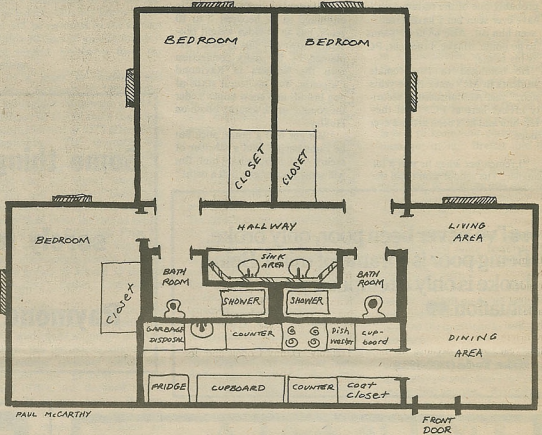 BEDROOM
BEDROOM
CLOSET
CLOSET
HALLWAY
LIVING
AREA
BEDROOM
SINK
AREA
BATH
ROOM
BATH
ROOM
Closet
SHOWER
SHOWER
GARBAGE
DISPOSAL
COUNTER
Dish
washer
cup-
board
DINING
AREA
FRIDGE
CUPBOARD
COUNTER
Coat
Closet
PAUL McCARTHY
FRONT
DOOR